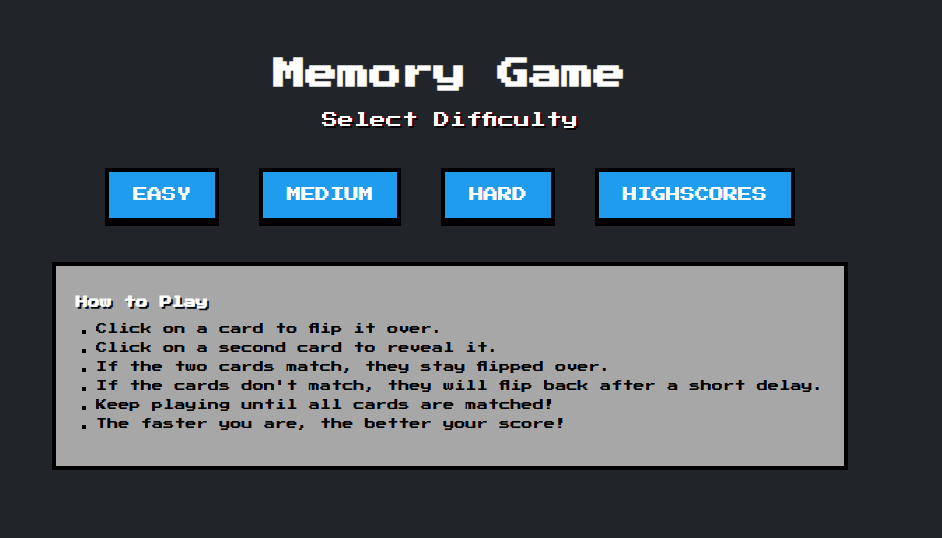 Memory Game
Select Difficulty
EASY MEDIUM HARD HIGHSCORES
How to Play
Click on a card to flip it over.
Click on a second card to reveal it.
If the two cards match, they stay flipped over.
If the cards don't match, they will flip back after a short delay.
Keep playing until all cards are matched!
The faster you are, the better your score!